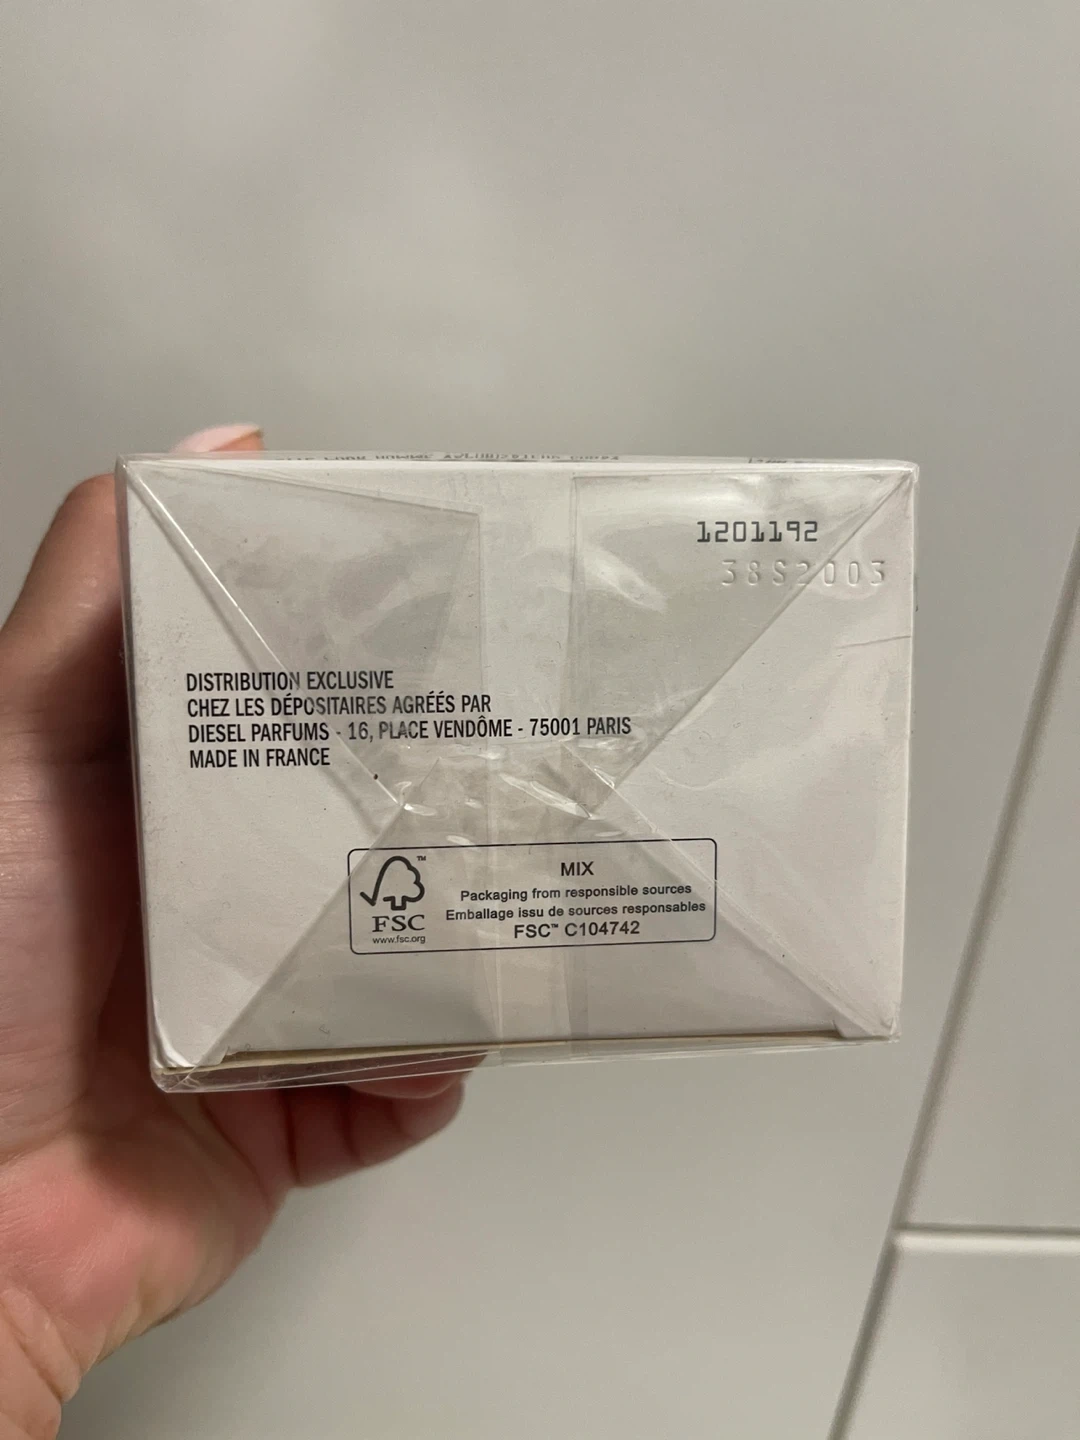 1201192
38S2003
DISTRIBUTION EXCLUSIVE
CHEZ LES DÉPOSITAIRES AGRÉÉS PAR
DIESEL PARFUMS - 16, PLACE VENDÔME - 75001 PARIS
MADE IN FRANCE
FSC™
www.fsc.org
MIX
Packaging from responsible sources
Emballage issu de sources responsables
FSC™ C104742